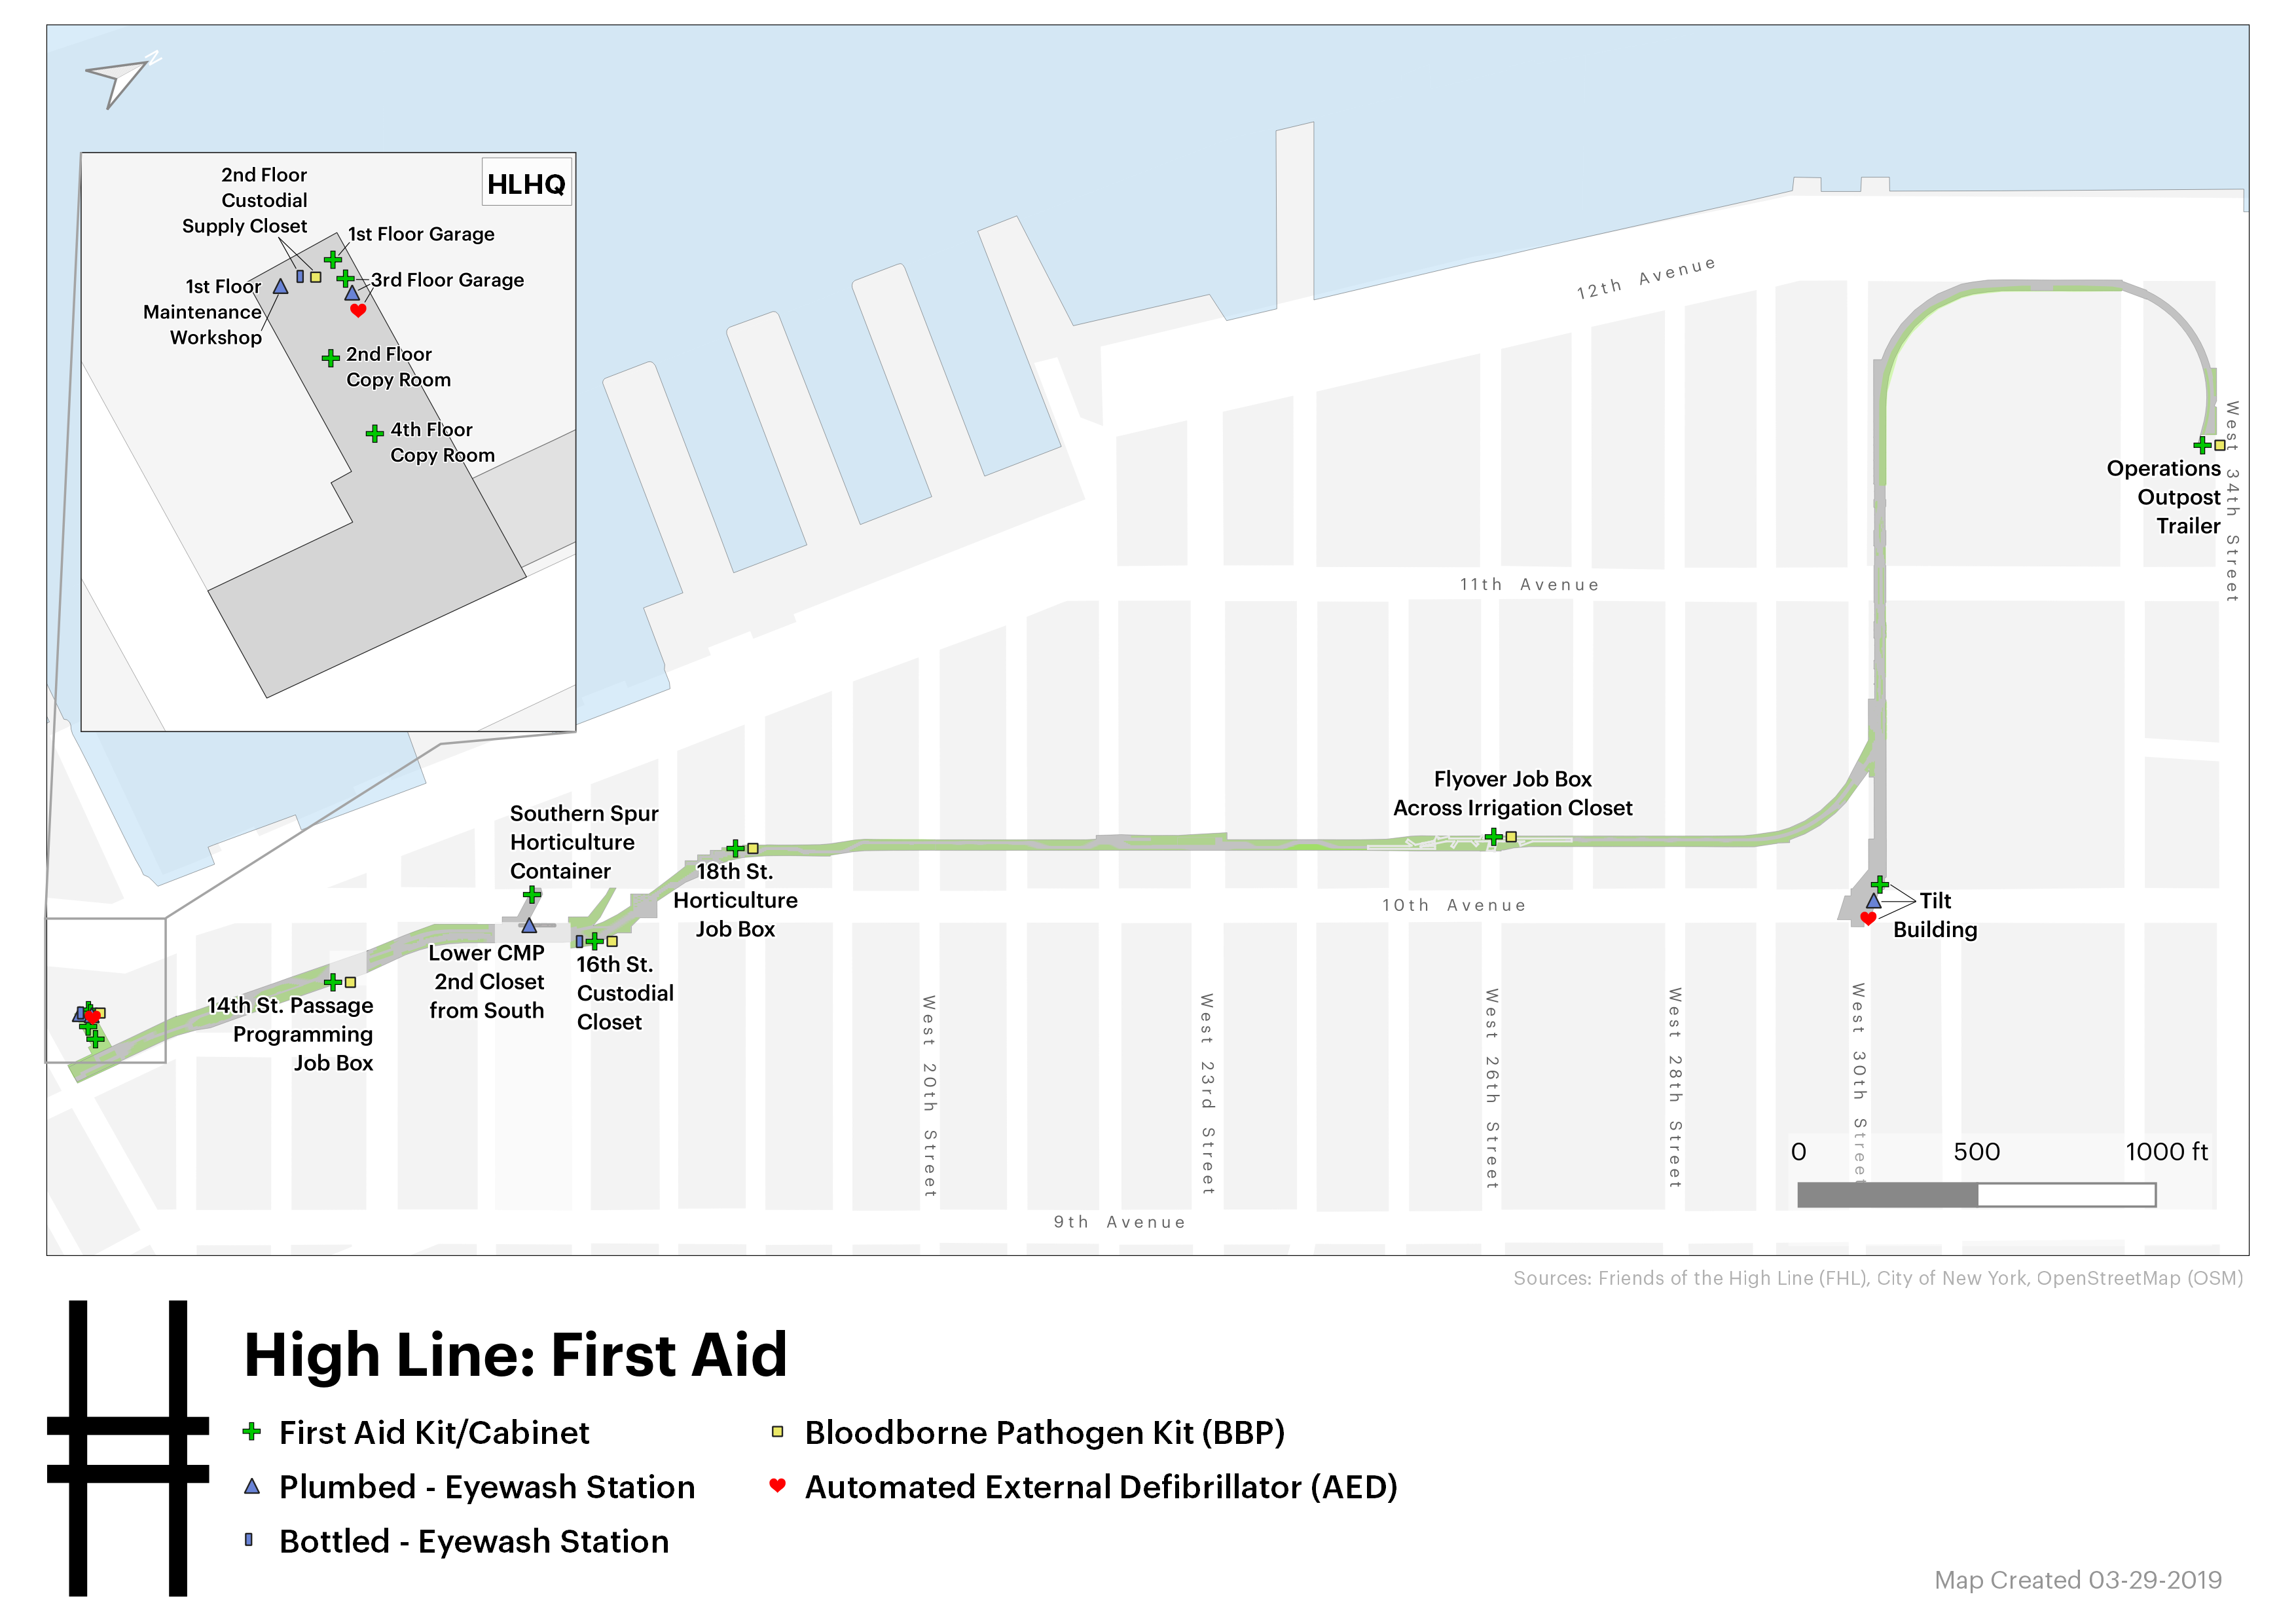 N
HLHQ
2nd Floor
Custodial
Supply Closet
1st Floor Garage
3rd Floor Garage
1st Floor
Maintenance
Workshop
2nd Floor
Copy Room
4th Floor
Copy Room
12th Avenue
West 34th Street
Operations
Outpost
Trailer
11th Avenue
Flyover Job Box
Across Irrigation Closet
Southern Spur
Horticulture
Container
18th St.
Horticulture
Job Box
10th Avenue
Tilt
Building
Lower CMP
2nd Closet
from South
16th St.
Custodial
Closet
14th St. Passage
Programming
Job Box
West 20th Street
West 23rd Street
West 26th Street
West 28th Street
West 30th Street
0 500 1000 ft
9th Avenue
Sources: Friends of the High Line (FHL), City of New York, OpenStreetMap (OSM)
High Line: First Aid
First Aid Kit/Cabinet
Plumbed - Eyewash Station
Bottled - Eyewash Station
Bloodborne Pathogen Kit (BBP)
Automated External Defibrillator (AED)
Map Created 03-29-2019